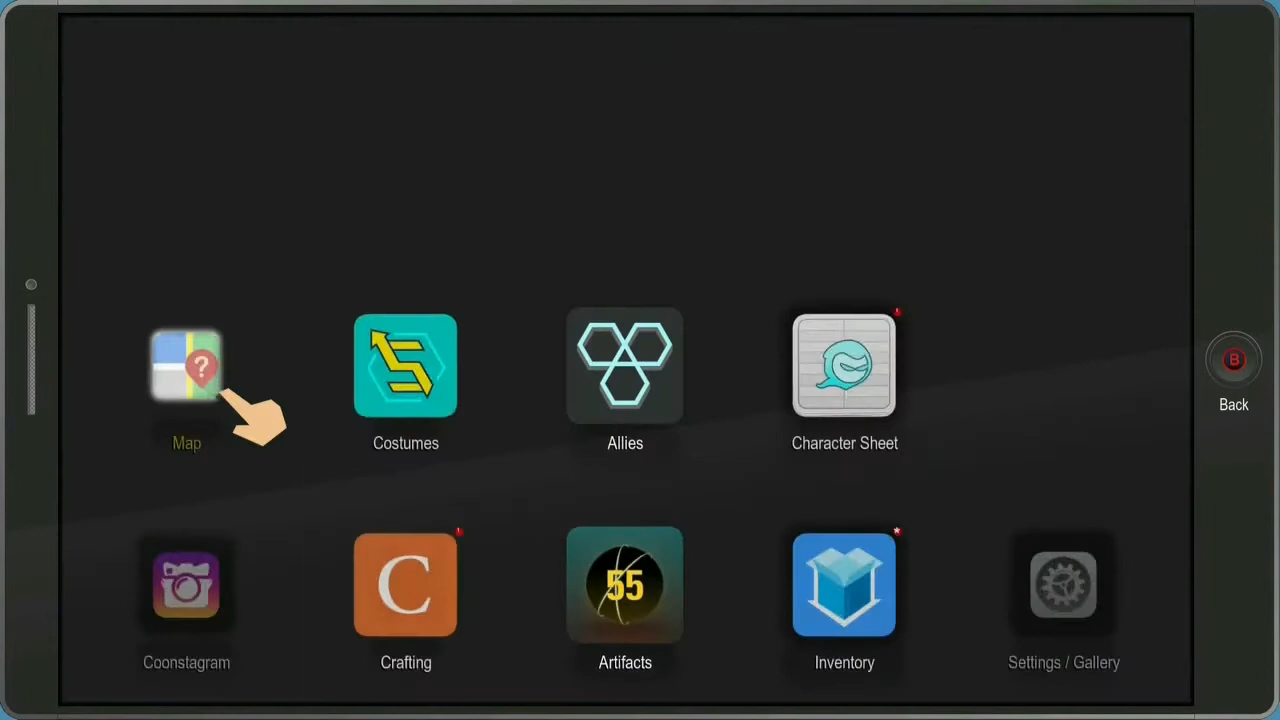 ?
Map
Costumes
Allies
Character Sheet
B
Back
C
55
Coonstagram
Crafting
Artifacts
Inventory
Settings / Gallery